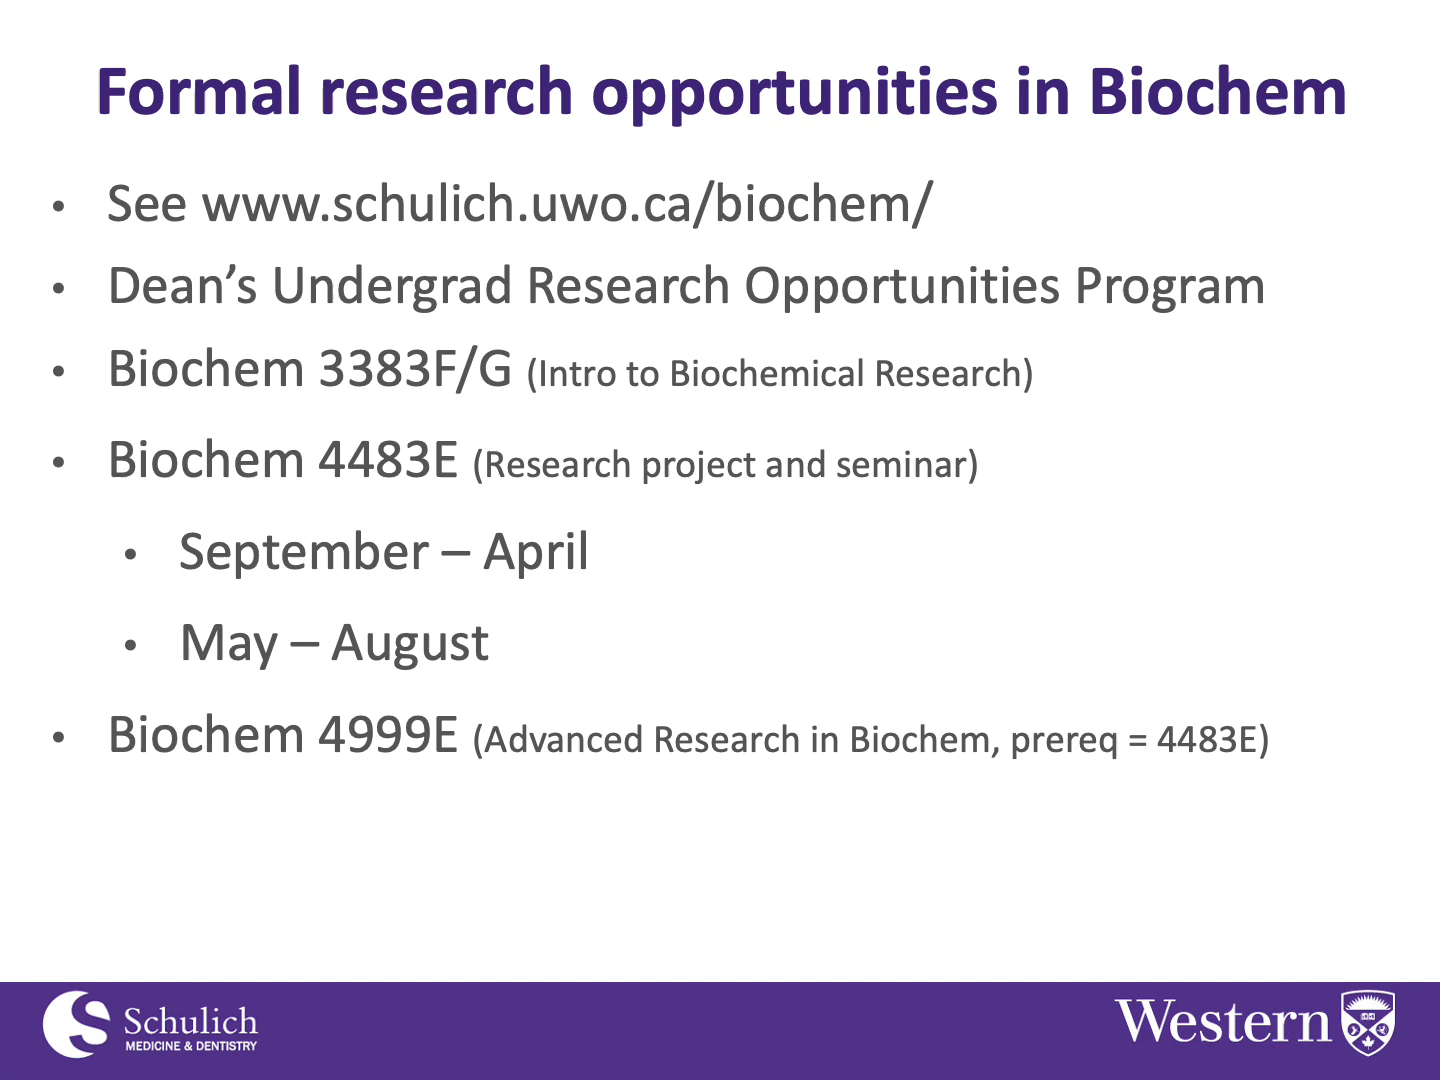 Formal research opportunities in Biochem
• See www.schulich.uwo.ca/biochem/
• Dean’s Undergrad Research Opportunities Program
• Biochem 3383F/G (Intro to Biochemical Research)
• Biochem 4483E (Research project and seminar)
• September – April
• May – August
• Biochem 4999E (Advanced Research in Biochem, prereq = 4483E)
Schulich
MEDICINE & DENTISTRY
Western